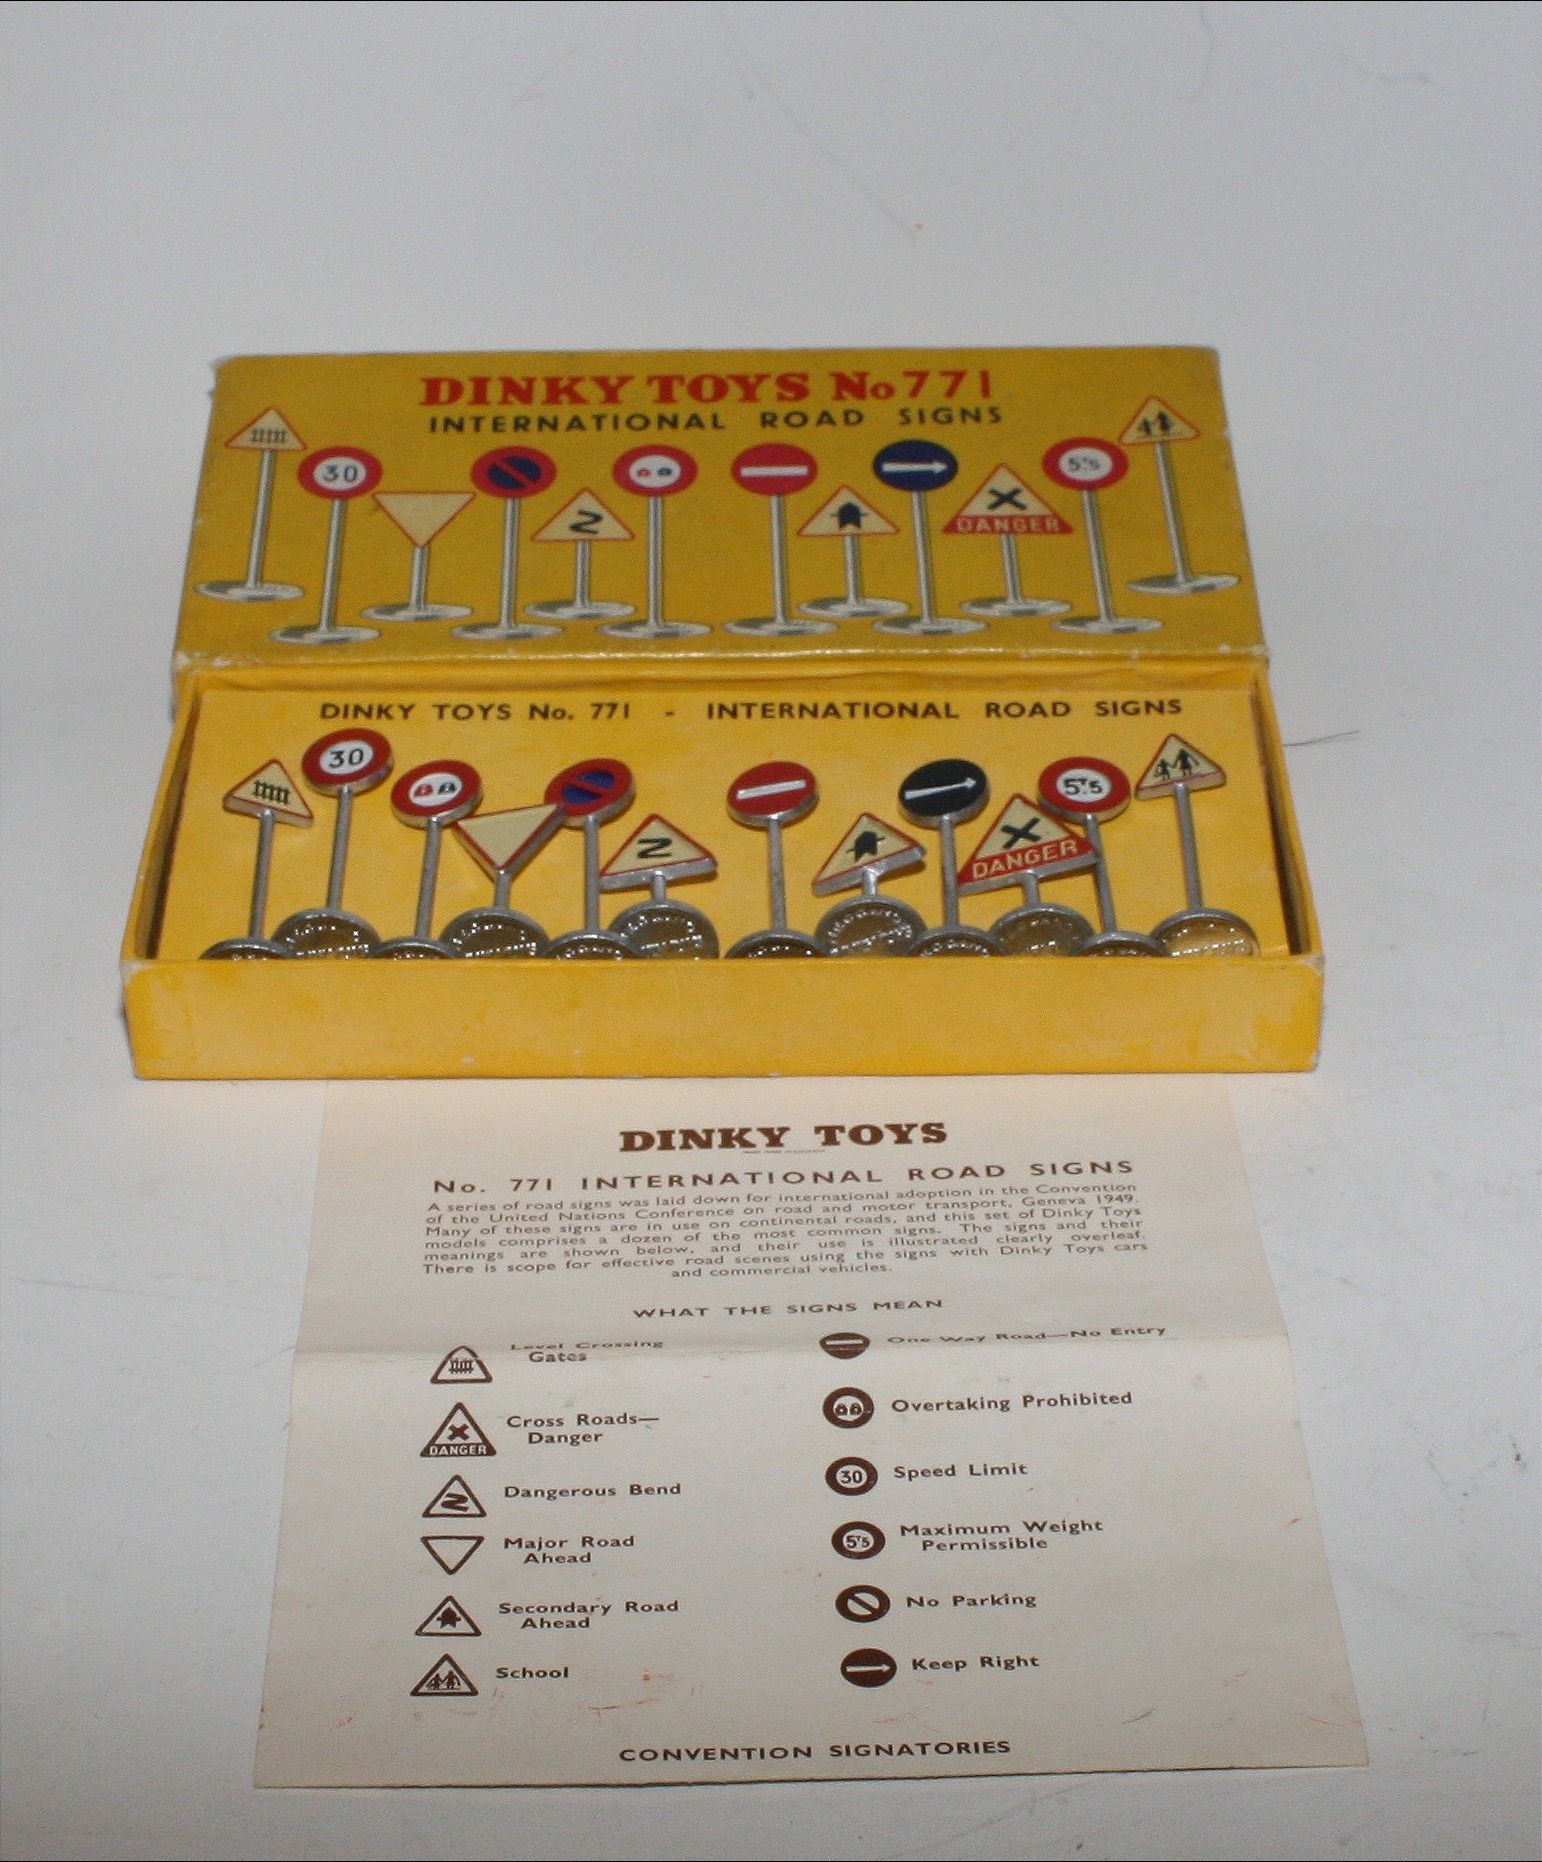 DINKY TOYS No 771
INTERNATIONAL ROAD SIGNS
30
5T5
DANGER
DINKY TOYS No. 771 - INTERNATIONAL ROAD SIGNS
30
5T5
DANGER
DINKY TOYS
No. 771 INTERNATIONAL ROAD SIGNS
A series of road signs was laid down for international adoption in the Convention
of the United Nations Conference on road and motor transport, Geneva 1949.
Many of these signs are in use on continental roads, and this set of Dinky Toys
models comprises a dozen of the most common signs. The signs and their
meanings are shown below, and their use is illustrated clearly overleaf.
There is scope for effective road scenes using the signs with Dinky Toys cars
and commercial vehicles.
WHAT THE SIGNS MEAN
Level Crossing
Gates
Cross Roads—
Danger
DANGER
Dangerous Bend
Major Road
Ahead
Secondary Road
Ahead
School
One Way Road—No Entry
Overtaking Prohibited
30
Speed Limit
5T5
Maximum Weight
Permissible
No Parking
Keep Right
CONVENTION SIGNATORIES